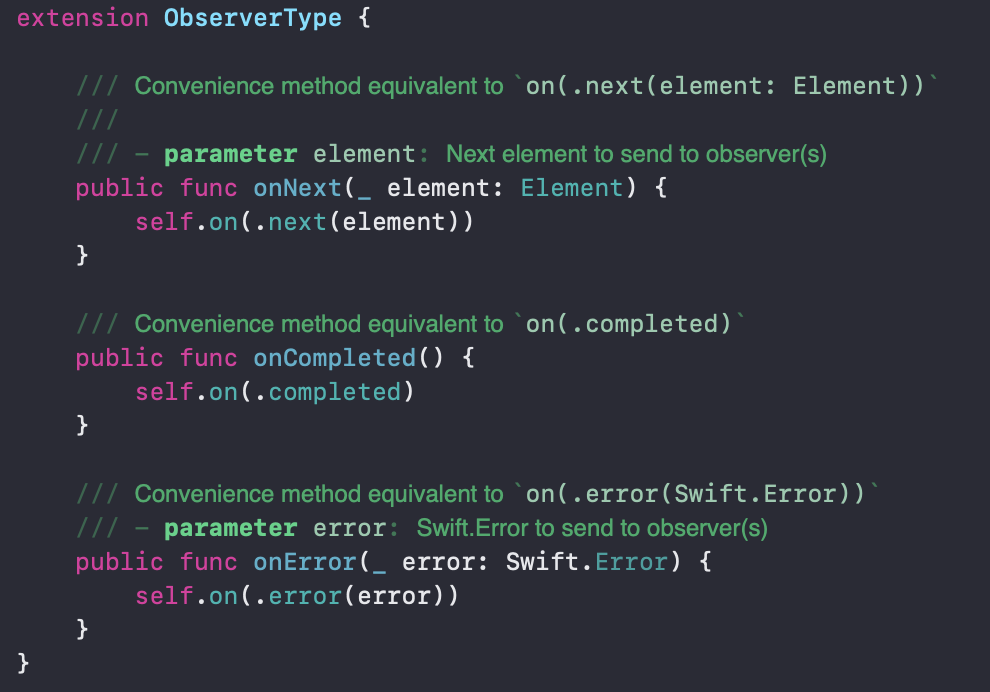 extension ObserverType {
/// Convenience method equivalent to `on(.next(element: Element))`
///
/// - parameter element: Next element to send to observer(s)
public func onNext(_ element: Element) {
self.on(.next(element))
}
/// Convenience method equivalent to `on(.completed)`
public func onCompleted() {
self.on(.completed)
}
/// Convenience method equivalent to `on(.error(Swift.Error))`
/// - parameter error: Swift.Error to send to observer(s)
public func onError(_ error: Swift.Error) {
self.on(.error(error))
}
}